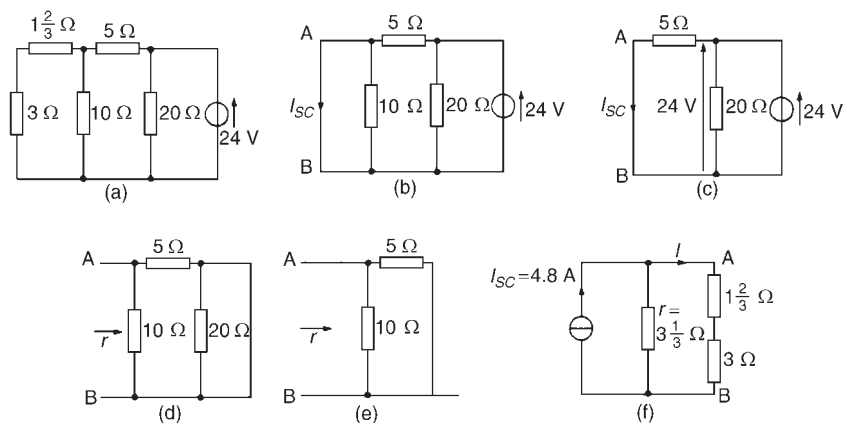 1 2/3 Ω 5 Ω
3 Ω 10 Ω 20 Ω 24 V
(a)
A 5 Ω
I_SC 10 Ω 20 Ω 24 V
B
(b)
A 5 Ω
I_SC 24 V 20 Ω 24 V
B
(c)
A 5 Ω
r 10 Ω 20 Ω
B
(d)
A 5 Ω
r 10 Ω
B
(e)
I A
I_SC = 4.8 A r = 3 1/3 Ω 1 2/3 Ω
3 Ω
B
(f)